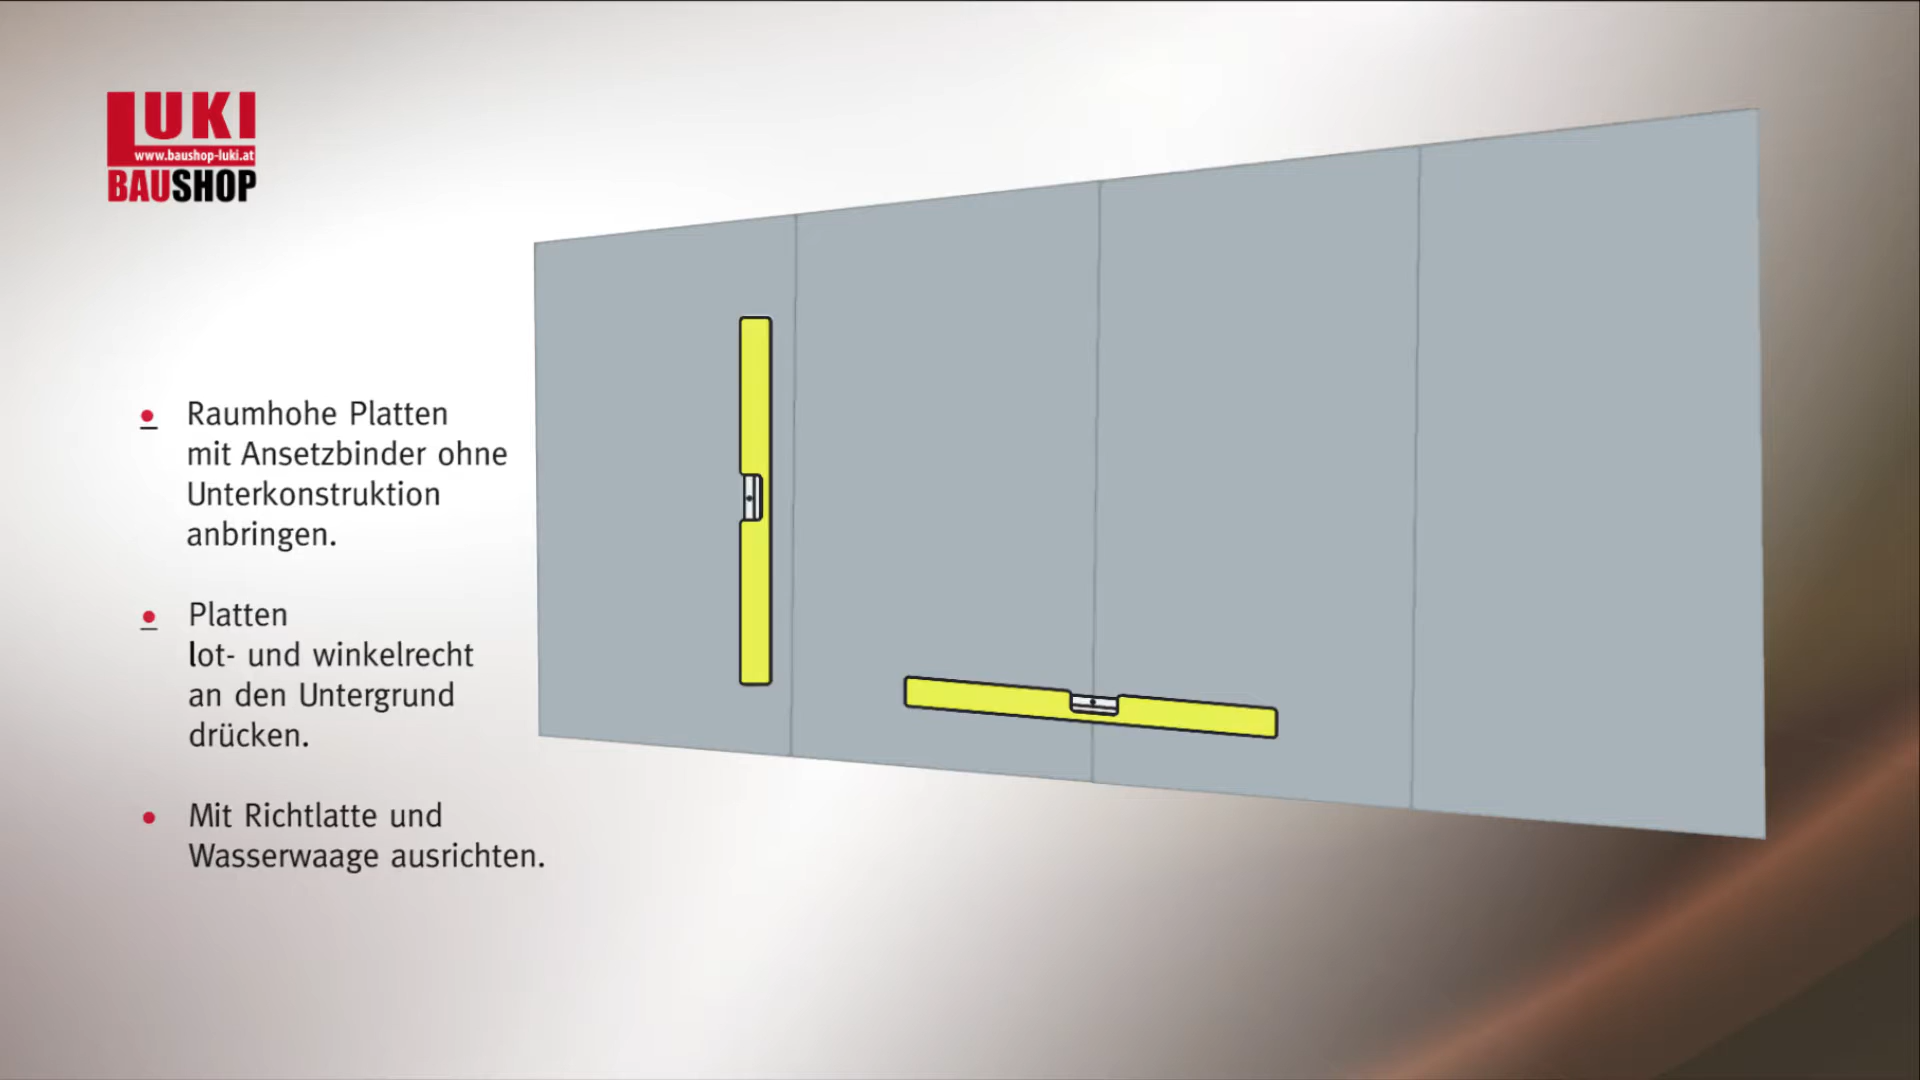 LUKI
www.baushop-luki.at
BAUSHOP
• Raumhohe Platten
mit Ansetzbinder ohne
Unterkonstruktion
anbringen.
• Platten
lot- und winkelrecht
an den Untergrund
drücken.
• Mit Richtlatte und
Wasserwaage ausrichten.